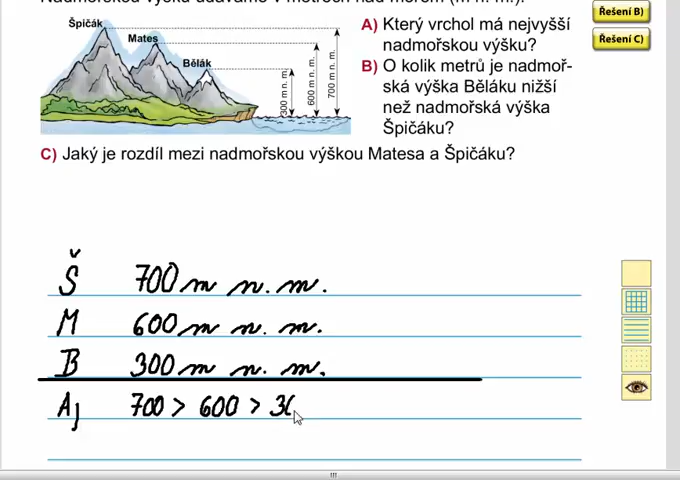 Nadmořskou výšku udáváme v metrech nad mořem (m n. m.).
Špičák
Mates
Bělák
300 m n. m.
600 m n. m.
700 m n. m.
A) Který vrchol má nejvyšší
nadmořskou výšku?
B) O kolik metrů je nadmoř-
ská výška Běláku nižší
než nadmořská výška
Špičáku?
Řešení B)
Řešení C)
C) Jaký je rozdíl mezi nadmořskou výškou Matesa a Špičáku?
Š 700 m n. m.
M 600 m n. m.
B 300 m n. m.
A) 700 > 600 > 30